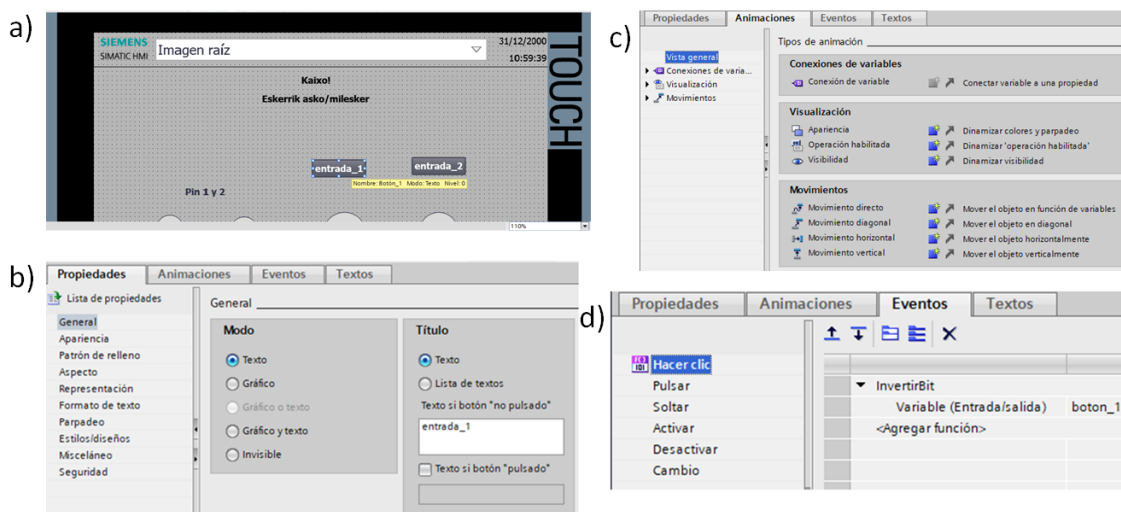 a)
SIEMENS
SIMATIC HMI
Imagen raíz
31/12/2000
10:59:39
TOUCH
Kaixo!
Eskerrik asko/milesker
entrada_1
entrada_2
Nombre: Botón_1 Modo: Texto Nivel: 0
Pin 1 y 2
110%
b)
Propiedades Animaciones Eventos Textos
Lista de propiedades
General
Apariencia
Patrón de relleno
Aspecto
Representación
Formato de texto
Parpadeo
Estilos/diseños
Misceláneo
Seguridad
General
Modo
Texto
Gráfico
Gráfico o texto
Gráfico y texto
Invisible
Título
Texto
Lista de textos
Texto si botón "no pulsado"
entrada_1
Texto si botón "pulsado"
c)
Propiedades Animaciones Eventos Textos
Vista general
Conexiones de varia...
Visualización
Movimientos
Tipos de animación
Conexiones de variables
Conexión de variable Conectar variable a una propiedad
Visualización
Apariencia Dinamizar colores y parpadeo
Operación habilitada Dinamizar 'operación habilitada'
Visibilidad Dinamizar visibilidad
Movimientos
Movimiento directo Mover el objeto en función de variables
Movimiento diagonal Mover el objeto en diagonal
Movimiento horizontal Mover el objeto horizontalmente
Movimiento vertical Mover el objeto verticalmente
d)
Propiedades Animaciones Eventos Textos
Hacer clic
Pulsar
Soltar
Activar
Desactivar
Cambio
InvertirBit
Variable (Entrada/salida) boton_1
<Agregar función>